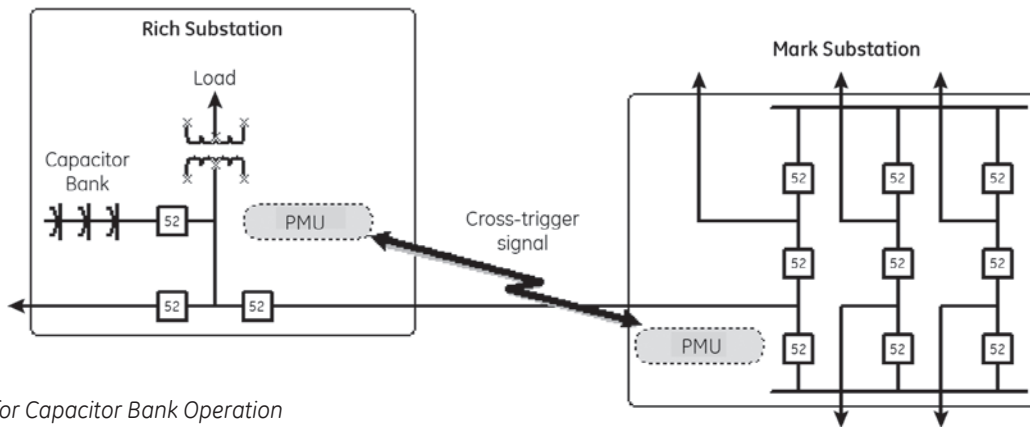 Rich Substation
Load
Capacitor
Bank
52
PMU
52
52
Cross-trigger
signal
Mark Substation
52
52
52
52
52
52
PMU
52
52
52
or Capacitor Bank Operation